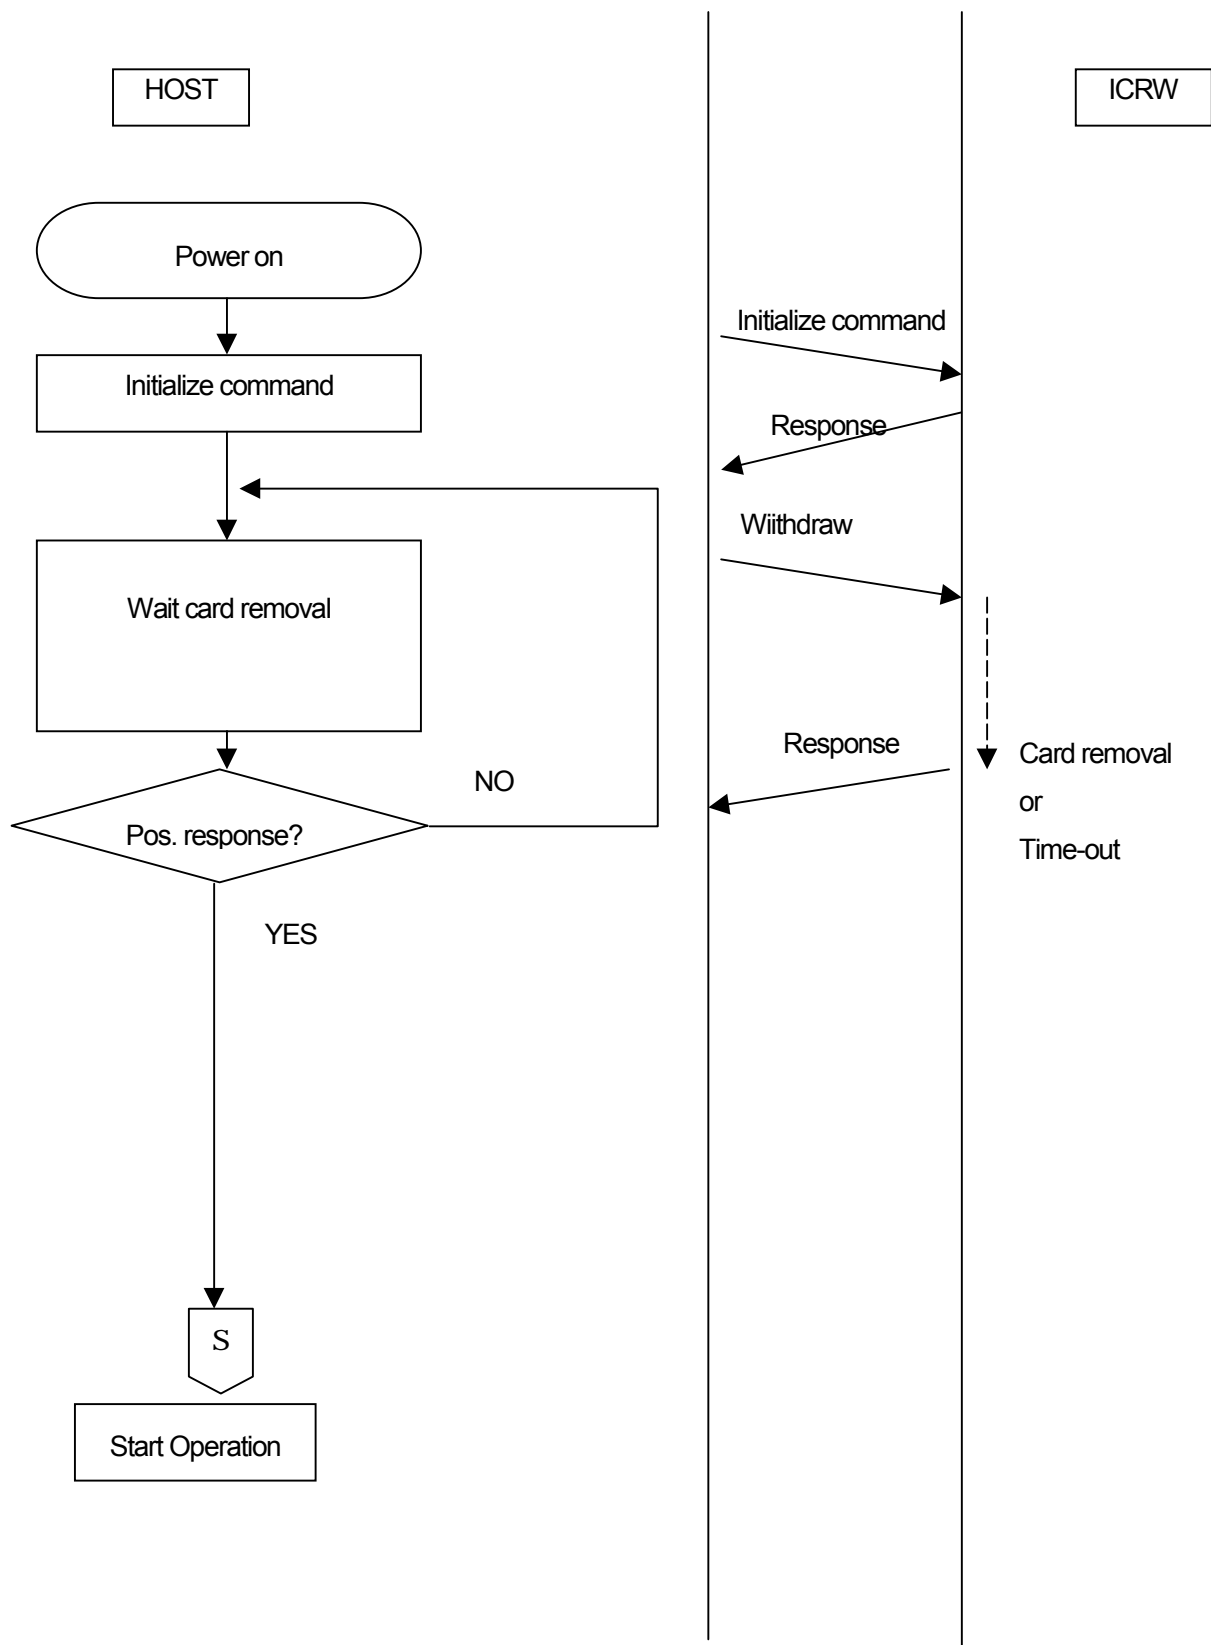 HOST
ICRW
Power on
Initialize command
Initialize command
Response
Wiithdraw
Wait card removal
Response
Card removal
or
Time-out
NO
Pos. response?
YES
S
Start Operation